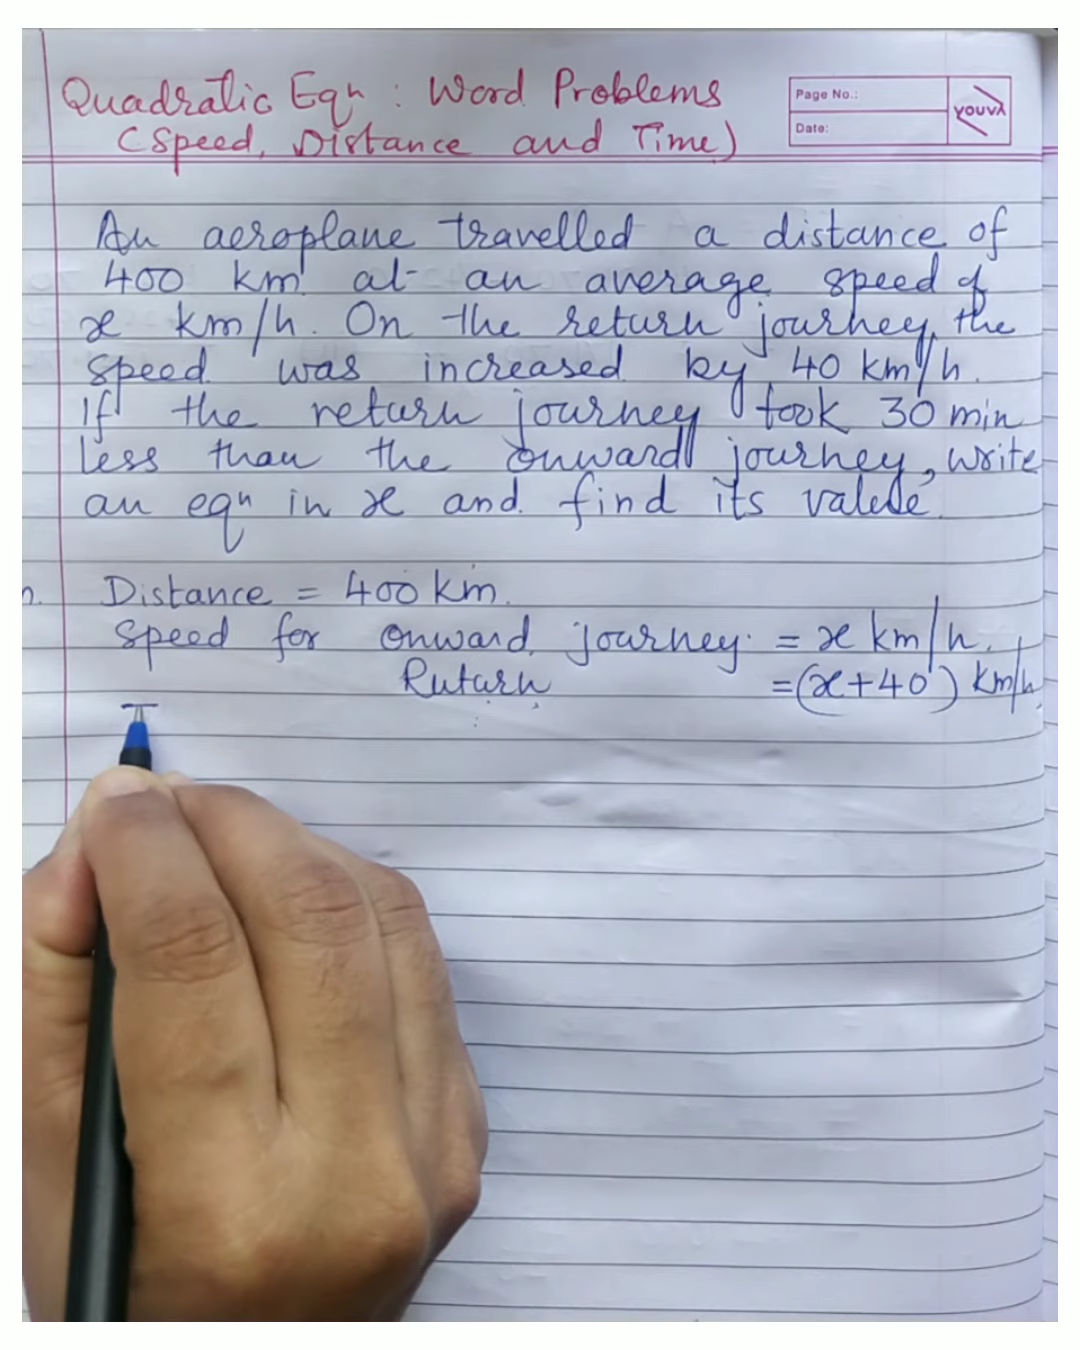 Quadratic Eqn : Word Problems
(Speed, Distance and Time)
Page No.:
Date:
YOUVA
An aeroplane travelled a distance of
400 km at an average speed of
x km/h. On the return journey, the
speed was increased by 40 km/h.
If the return journey took 30 min
less than the onward journey, write
an eqn in x and find its value.
n. Distance = 400 km.
Speed for onward journey = x km/h.
Return = (x+40) km/h.